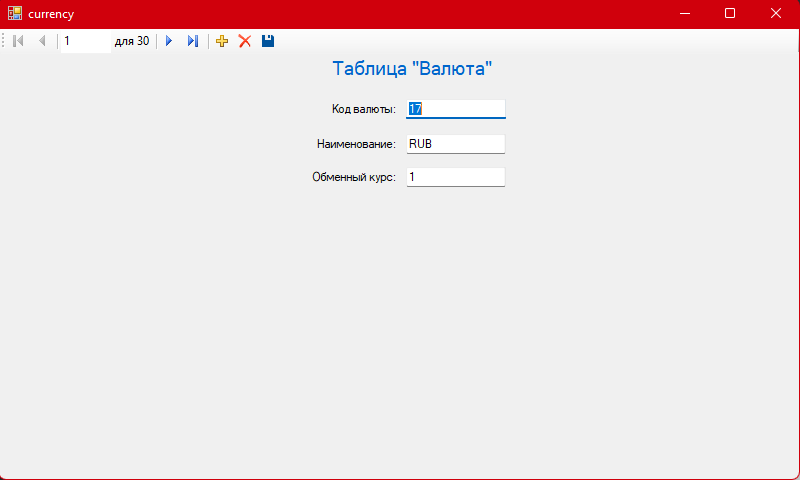 currency
1 для 30
Таблица "Валюта"
Код валюты: 17
Наименование: RUB
Обменный курс: 1